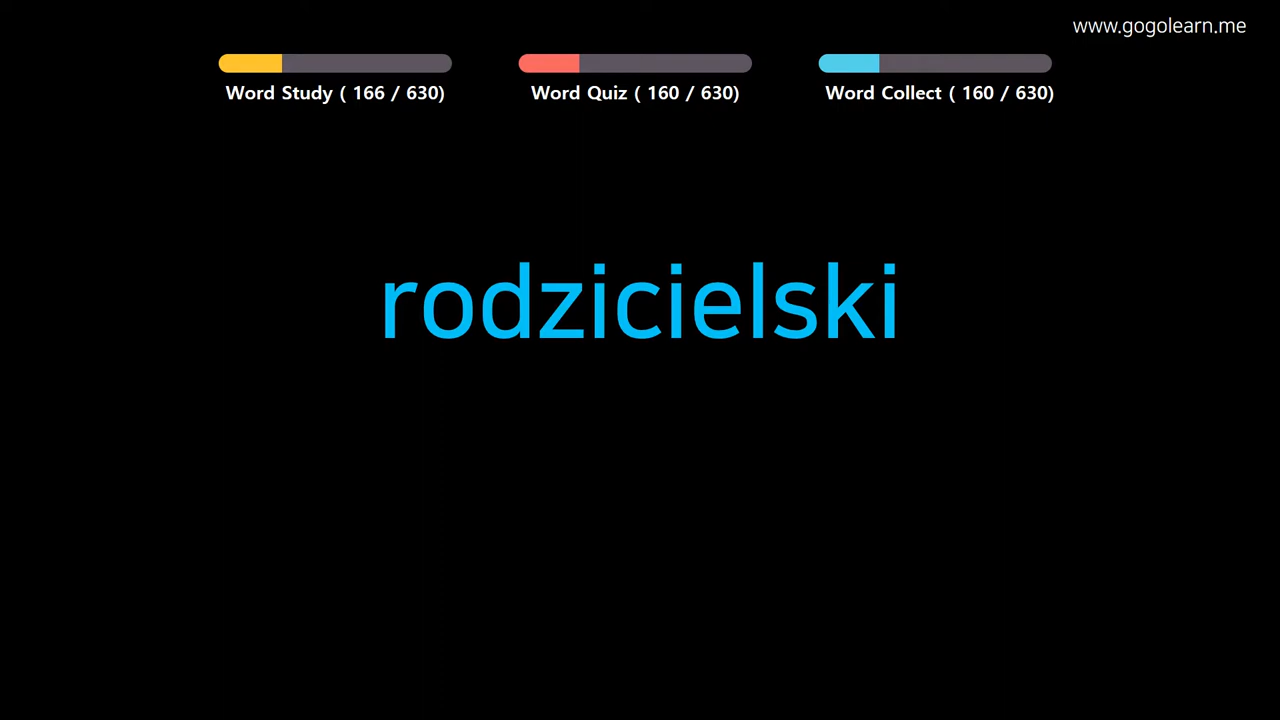 www.gogolearn.me
Word Study ( 166 / 630)
Word Quiz ( 160 / 630)
Word Collect ( 160 / 630)
rodzicielski